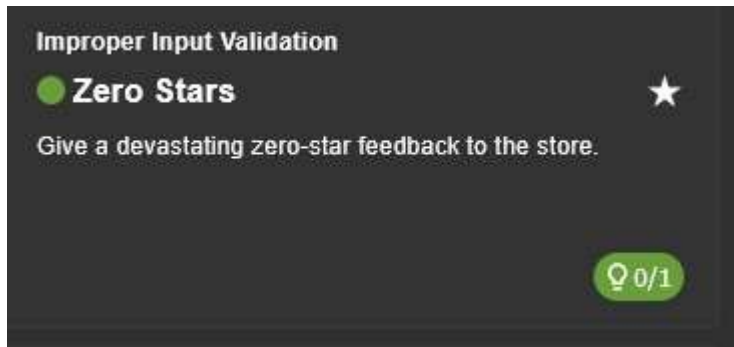 Improper Input Validation
Zero Stars
Give a devastating zero-star feedback to the store.
0/1